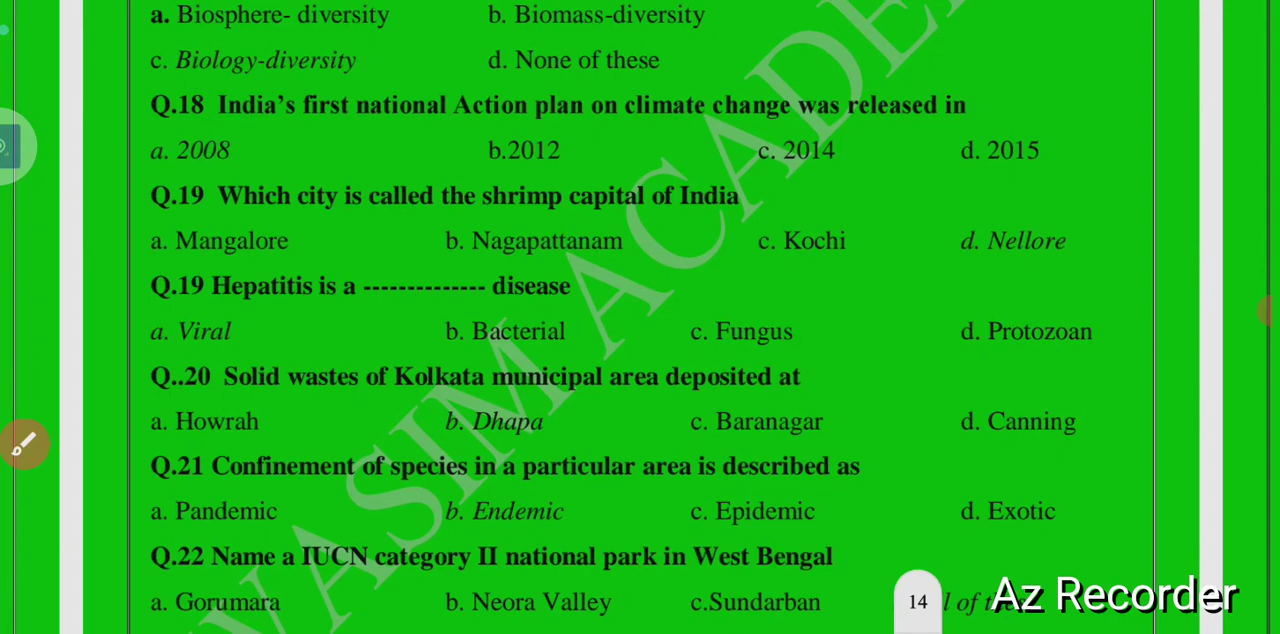 a. Biosphere- diversity b. Biomass-diversity
c. Biology-diversity d. None of these
Q.18 India's first national Action plan on climate change was released in
a. 2008 b.2012 c. 2014 d. 2015
Q.19 Which city is called the shrimp capital of India
a. Mangalore b. Nagapattanam c. Kochi d. Nellore
Q.19 Hepatitis is a -------------- disease
a. Viral b. Bacterial c. Fungus d. Protozoan
Q..20 Solid wastes of Kolkata municipal area deposited at
a. Howrah b. Dhapa c. Baranagar d. Canning
Q.21 Confinement of species in a particular area is described as
a. Pandemic b. Endemic c. Epidemic d. Exotic
Q.22 Name a IUCN category II national park in West Bengal
a. Gorumara b. Neora Valley c.Sundarban 14 of
Az Recorder